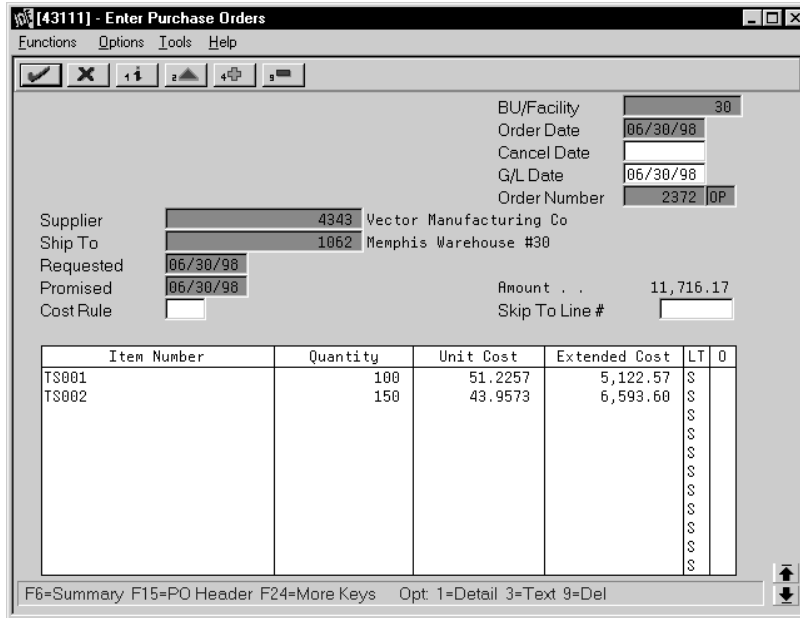 [43111] - Enter Purchase Orders
Functions Options Tools Help
1 i 2 4 9
BU/Facility 30
Order Date 06/30/98
Cancel Date
G/L Date 06/30/98
Order Number 2372 OP
Supplier 4343 Vector Manufacturing Co
Ship To 1062 Memphis Warehouse #30
Requested 06/30/98
Promised 06/30/98 Amount . . 11,716.17
Cost Rule Skip To Line #
Item Number Quantity Unit Cost Extended Cost LT O
TS001 100 51.2257 5,122.57 S
TS002 150 43.9573 6,593.60 S
S
S
S
S
S
S
S
S
S
F6=Summary F15=PO Header F24=More Keys Opt: 1=Detail 3=Text 9=Del